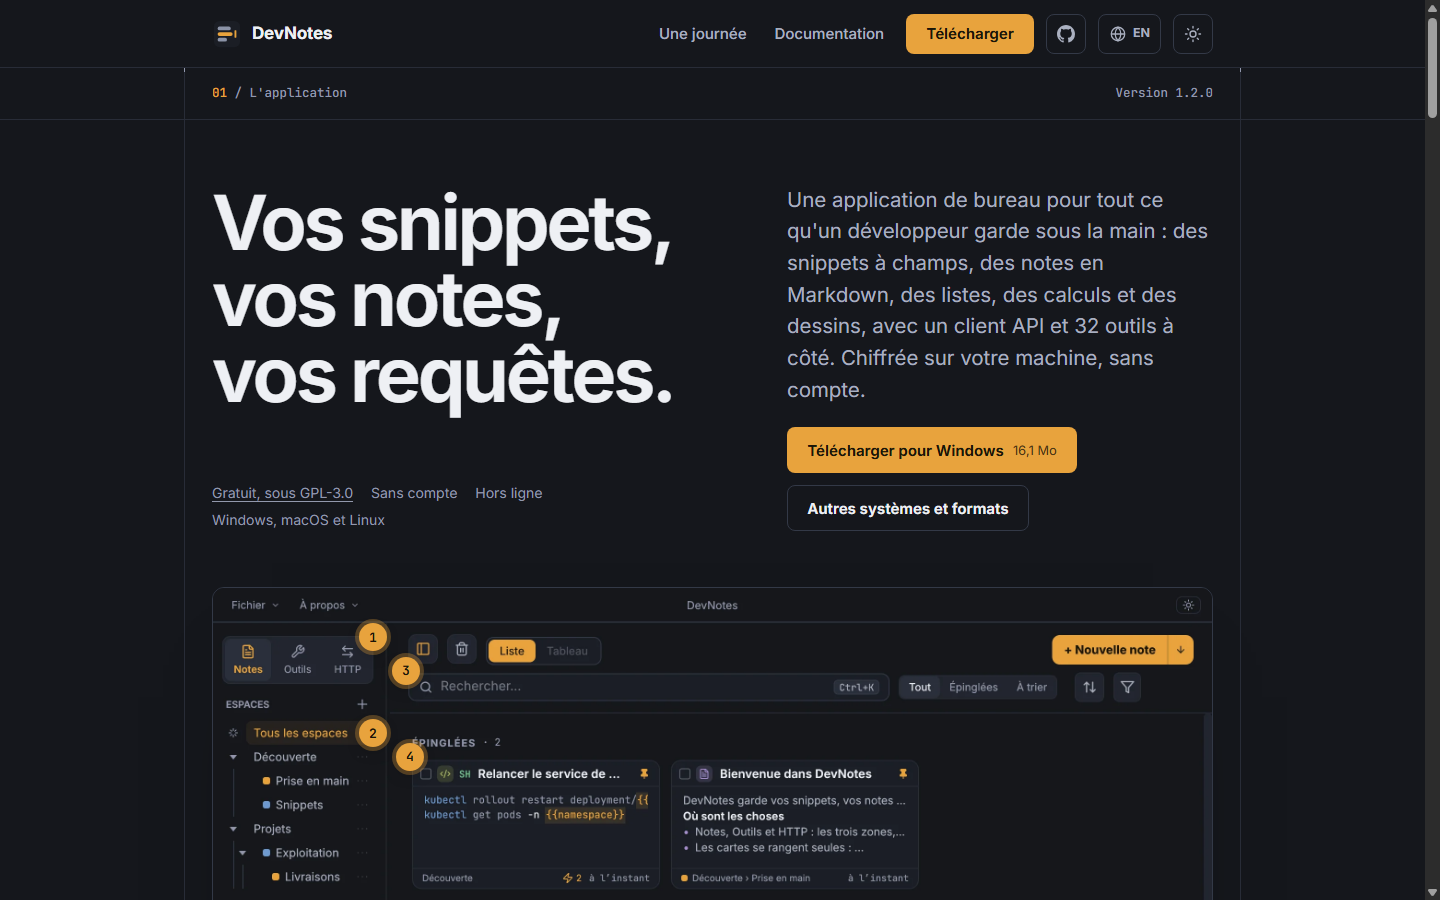 DevNotes
Une journée
Documentation
Télécharger
EN
01 / L'application
Version 1.2.0
Vos snippets,
vos notes,
vos requêtes.
Une application de bureau pour tout ce
qu'un développeur garde sous la main : des
snippets à champs, des notes en
Markdown, des listes, des calculs et des
dessins, avec un client API et 32 outils à
côté. Chiffrée sur votre machine, sans
compte.
Télécharger pour Windows 16,1 Mo
Autres systèmes et formats
Gratuit, sous GPL-3.0
Sans compte
Hors ligne
Windows, macOS et Linux
Fichier
À propos
DevNotes
1
Notes
Outils
HTTP
3
Liste
Tableau
+ Nouvelle note
Rechercher...
Ctrl+K
Tout
Épinglées
À trier
ESPACES
Tous les espaces
2
Découverte
Prise en main
Snippets
Projets
Exploitation
Livraisons
4
ÉPINGLÉES · 2
SH Relancer le service de ...
kubectl rollout restart deployment/{{
kubectl get pods -n {{namespace}}
Découverte
2
à l'instant
Bienvenue dans DevNotes
DevNotes garde vos snippets, vos notes ...
Où sont les choses
• Notes, Outils et HTTP : les trois zones,...
• Les cartes se rangent seules : ...
Découverte › Prise en main
à l'instant